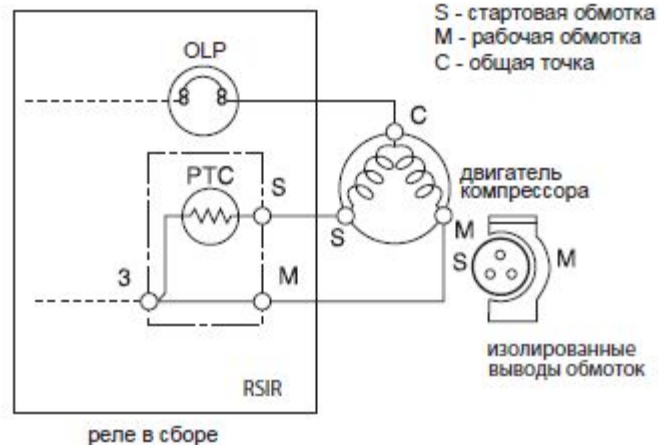 S - стартовая обмотка
M - рабочая обмотка
C - общая точка
OLP
C
PTC
S
двигатель
компрессора
S
M
S
M
3
M
изолированные
выводы обмоток
RSIR
реле в сборе